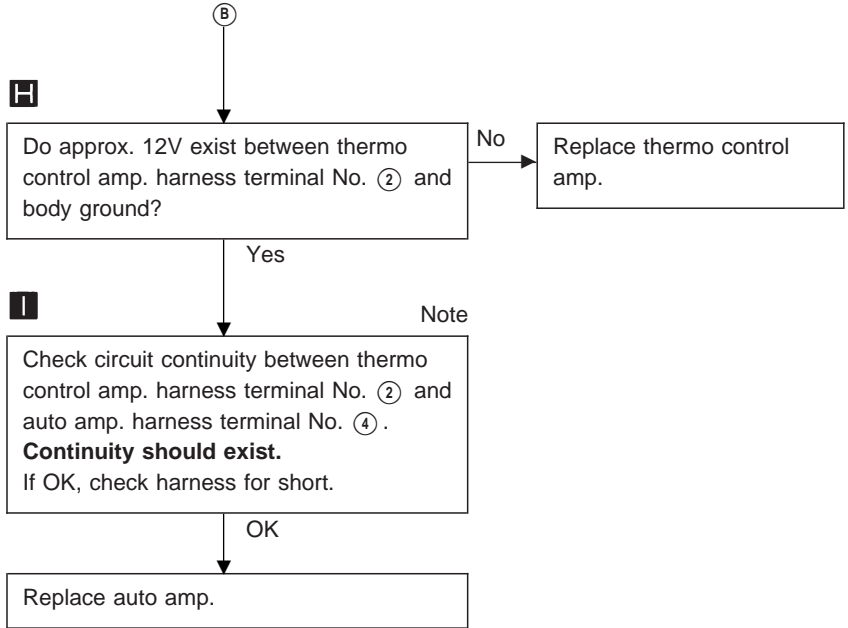 B
H
Do approx. 12V exist between thermo
control amp. harness terminal No. ② and
body ground?
No
Replace thermo control
amp.
Yes
I
Note
Check circuit continuity between thermo
control amp. harness terminal No. ② and
auto amp. harness terminal No. ④.
Continuity should exist.
If OK, check harness for short.
OK
Replace auto amp.